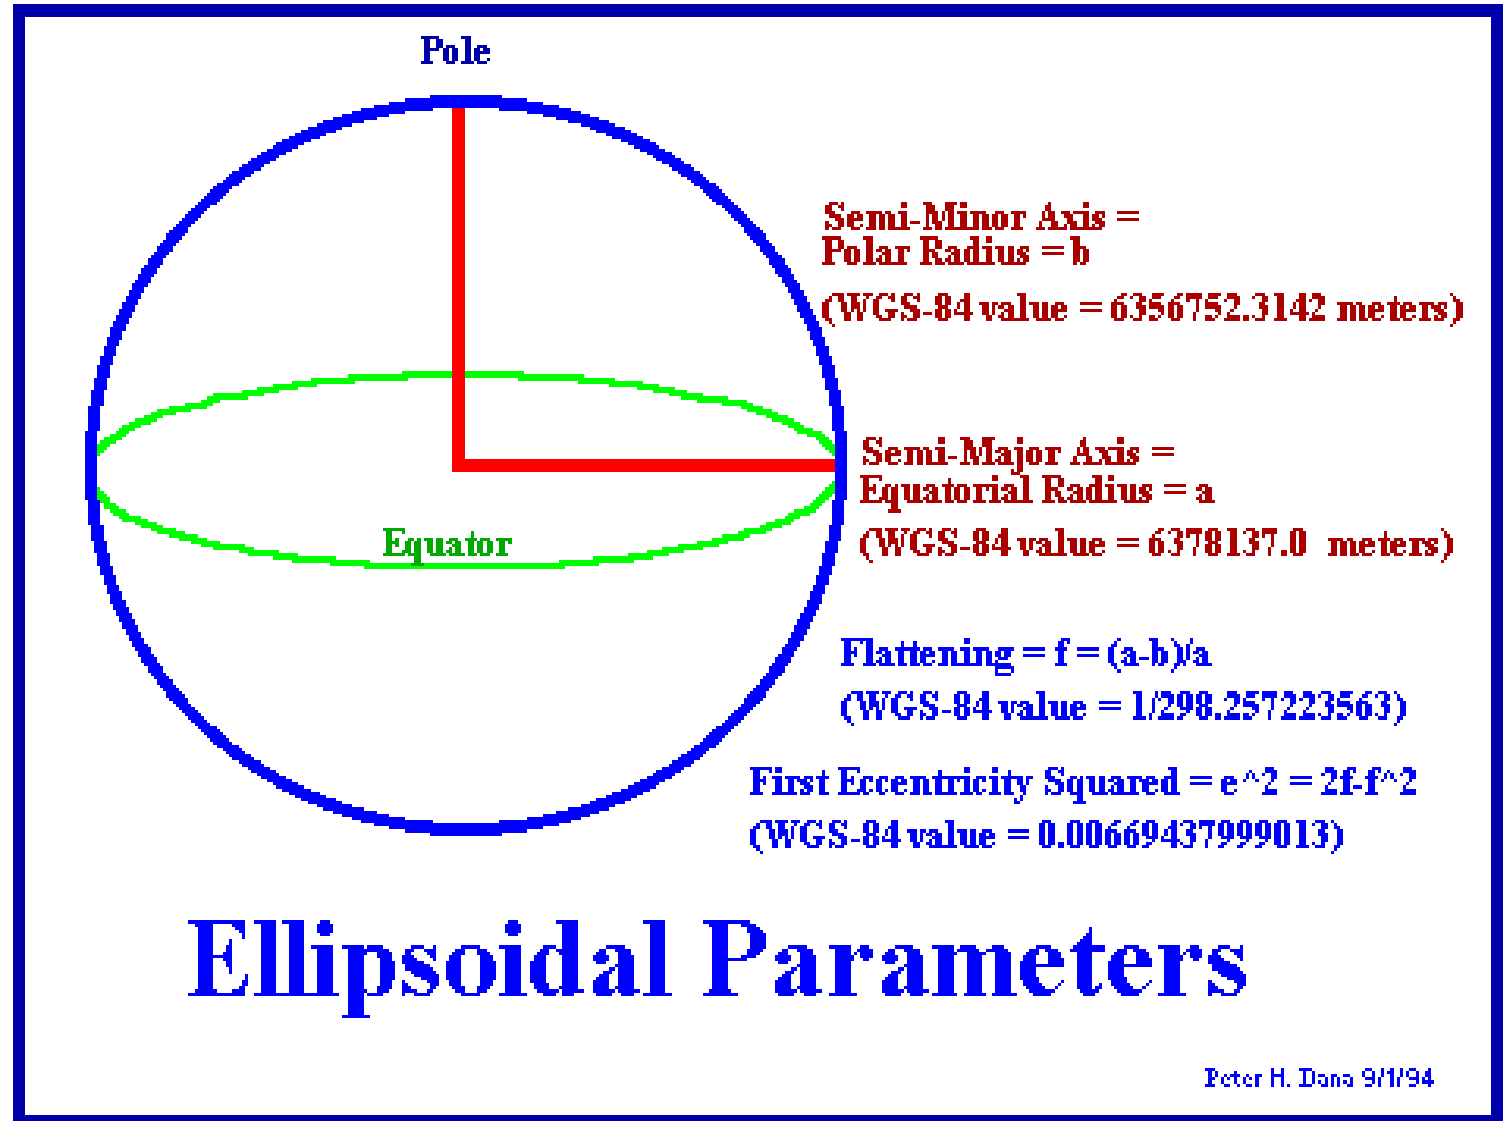 Pole
Semi-Minor Axis =
Polar Radius = b
(WGS-84 value = 6356752.3142 meters)
Semi-Major Axis =
Equatorial Radius = a
(WGS-84 value = 6378137.0 meters)
Equator
Flattening = f = (a-b)/a
(WGS-84 value = 1/298.257223563)
First Eccentricity Squared = e^2 = 2f-f^2
(WGS-84 value = 0.00669437999013)
Ellipsoidal Parameters
Peter H. Dana 9/1/94